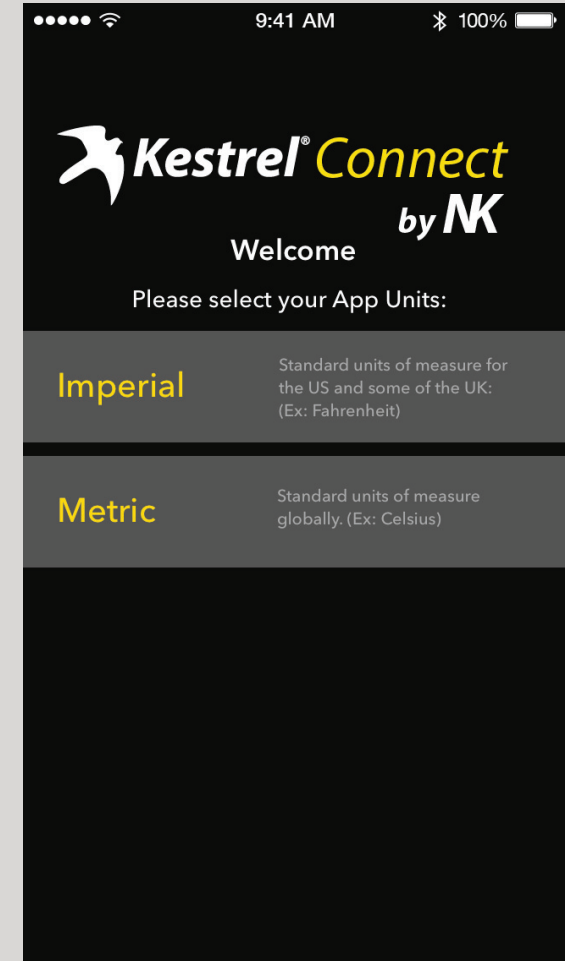 9:41 AM 100%
Kestrel® Connect
by NK
Welcome
Please select your App Units:
Imperial
Standard units of measure for
the US and some of the UK:
(Ex: Fahrenheit)
Metric
Standard units of measure
globally. (Ex: Celsius)